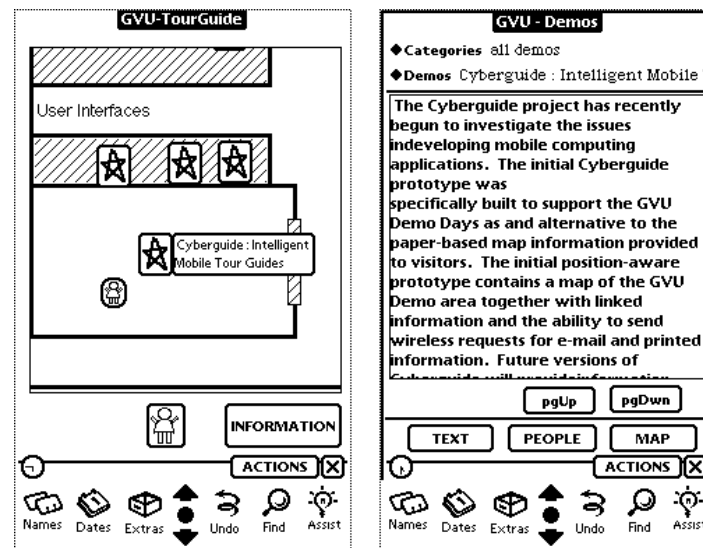 GVU-TourGuide
User Interfaces
Cyberguide : Intelligent
Mobile Tour Guides
INFORMATION
ACTIONS
Names Dates Extras Undo Find Assist
GVU - Demos
Categories all demos
Demos Cyberguide : Intelligent Mobile
The Cyberguide project has recently
begun to investigate the issues
indeveloping mobile computing
applications. The initial Cyberguide
prototype was
specifically built to support the GVU
Demo Days as and alternative to the
paper-based map information provided
to visitors. The initial position-aware
prototype contains a map of the GVU
Demo area together with linked
information and the ability to send
wireless requests for e-mail and printed
information. Future versions of
pgUp pgDwn
TEXT PEOPLE MAP
ACTIONS
Names Dates Extras Undo Find Assist